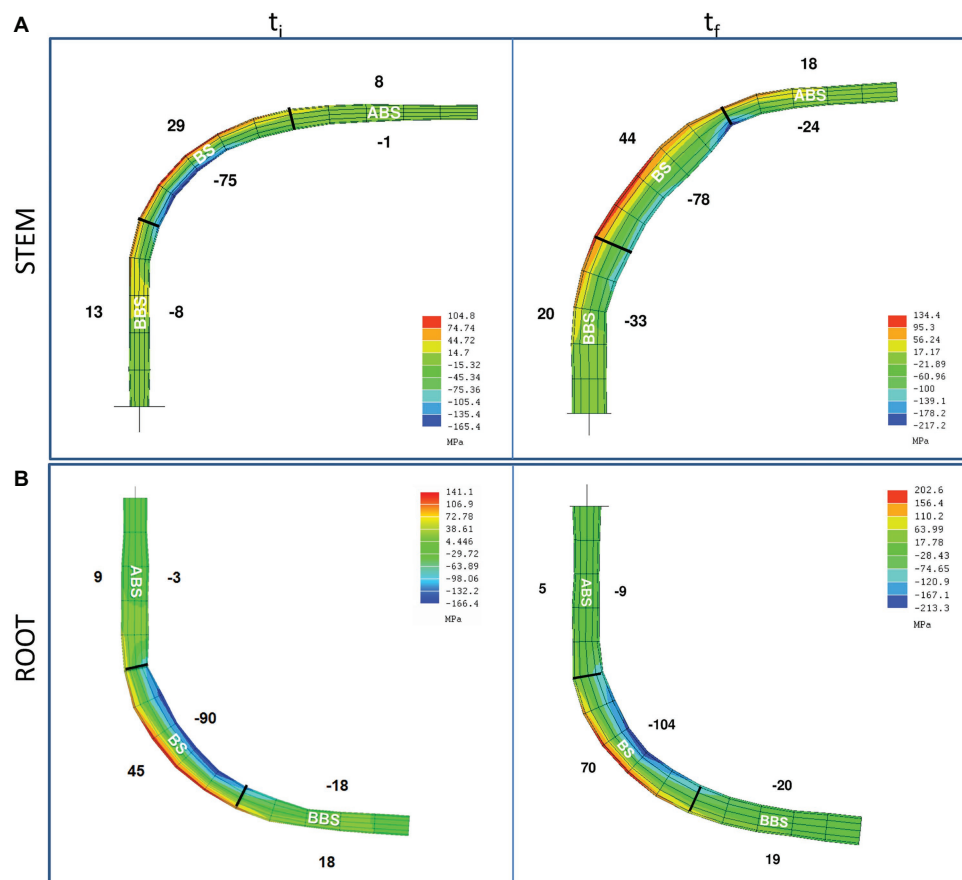 t_i
t_f
A
STEM
8
ABS
-1
29
BS
-75
13
BBS
-8
104.8
74.74
44.72
14.7
-15.32
-45.34
-75.36
-105.4
-135.4
-165.4
MPa
18
ABS
-24
44
BS
-78
20
BBS
-33
134.4
95.3
56.24
17.17
-21.89
-60.96
-100
-139.1
-178.2
-217.2
MPa
B
ROOT
9
ABS
-3
-90
BS
45
-18
BBS
18
141.1
106.9
72.78
38.61
4.446
-29.72
-63.89
-98.06
-132.2
-166.4
MPa
5
ABS
-9
-104
BS
70
-20
BBS
19
202.6
156.4
110.2
63.99
17.78
-28.43
-74.65
-120.9
-167.1
-213.3
MPa